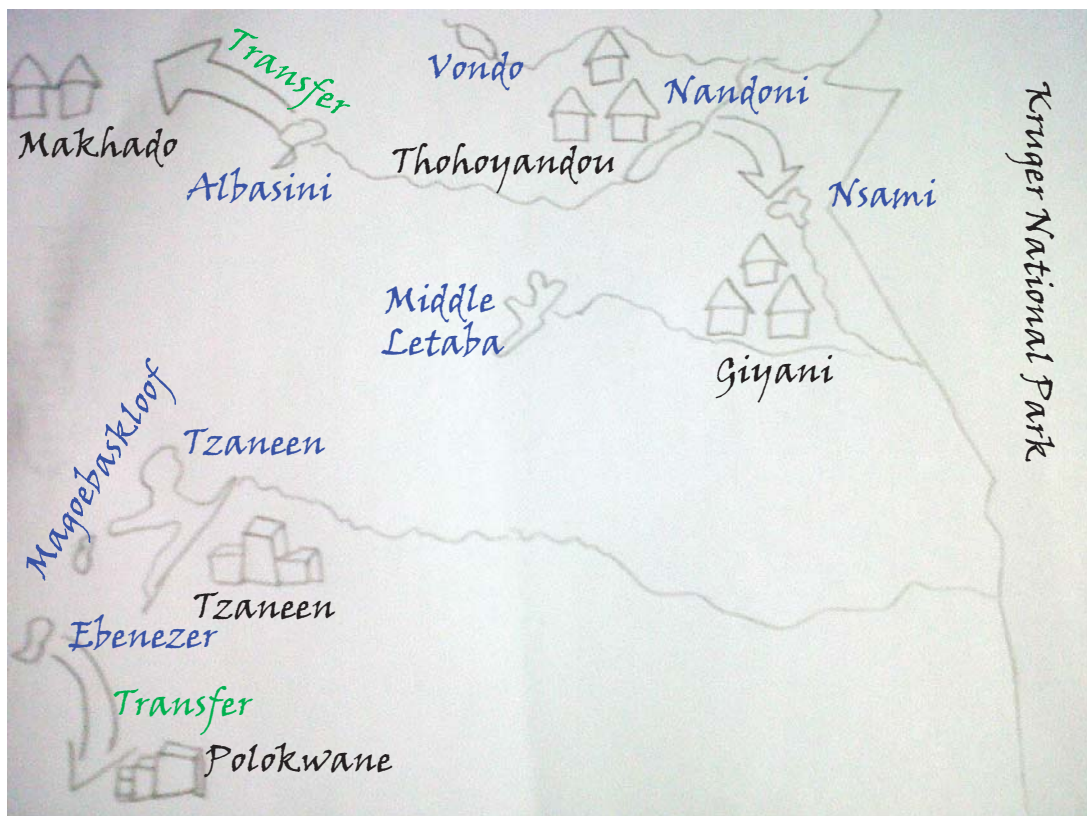 Transfer
Vondo
Nandoni
Makhado
Thohoyandou
Albasini
Nsami
Kruger National Park
Middle
Letaba
Giyani
Magoebaskloof
Tzaneen
Tzaneen
Ebenezer
Transfer
Polokwane